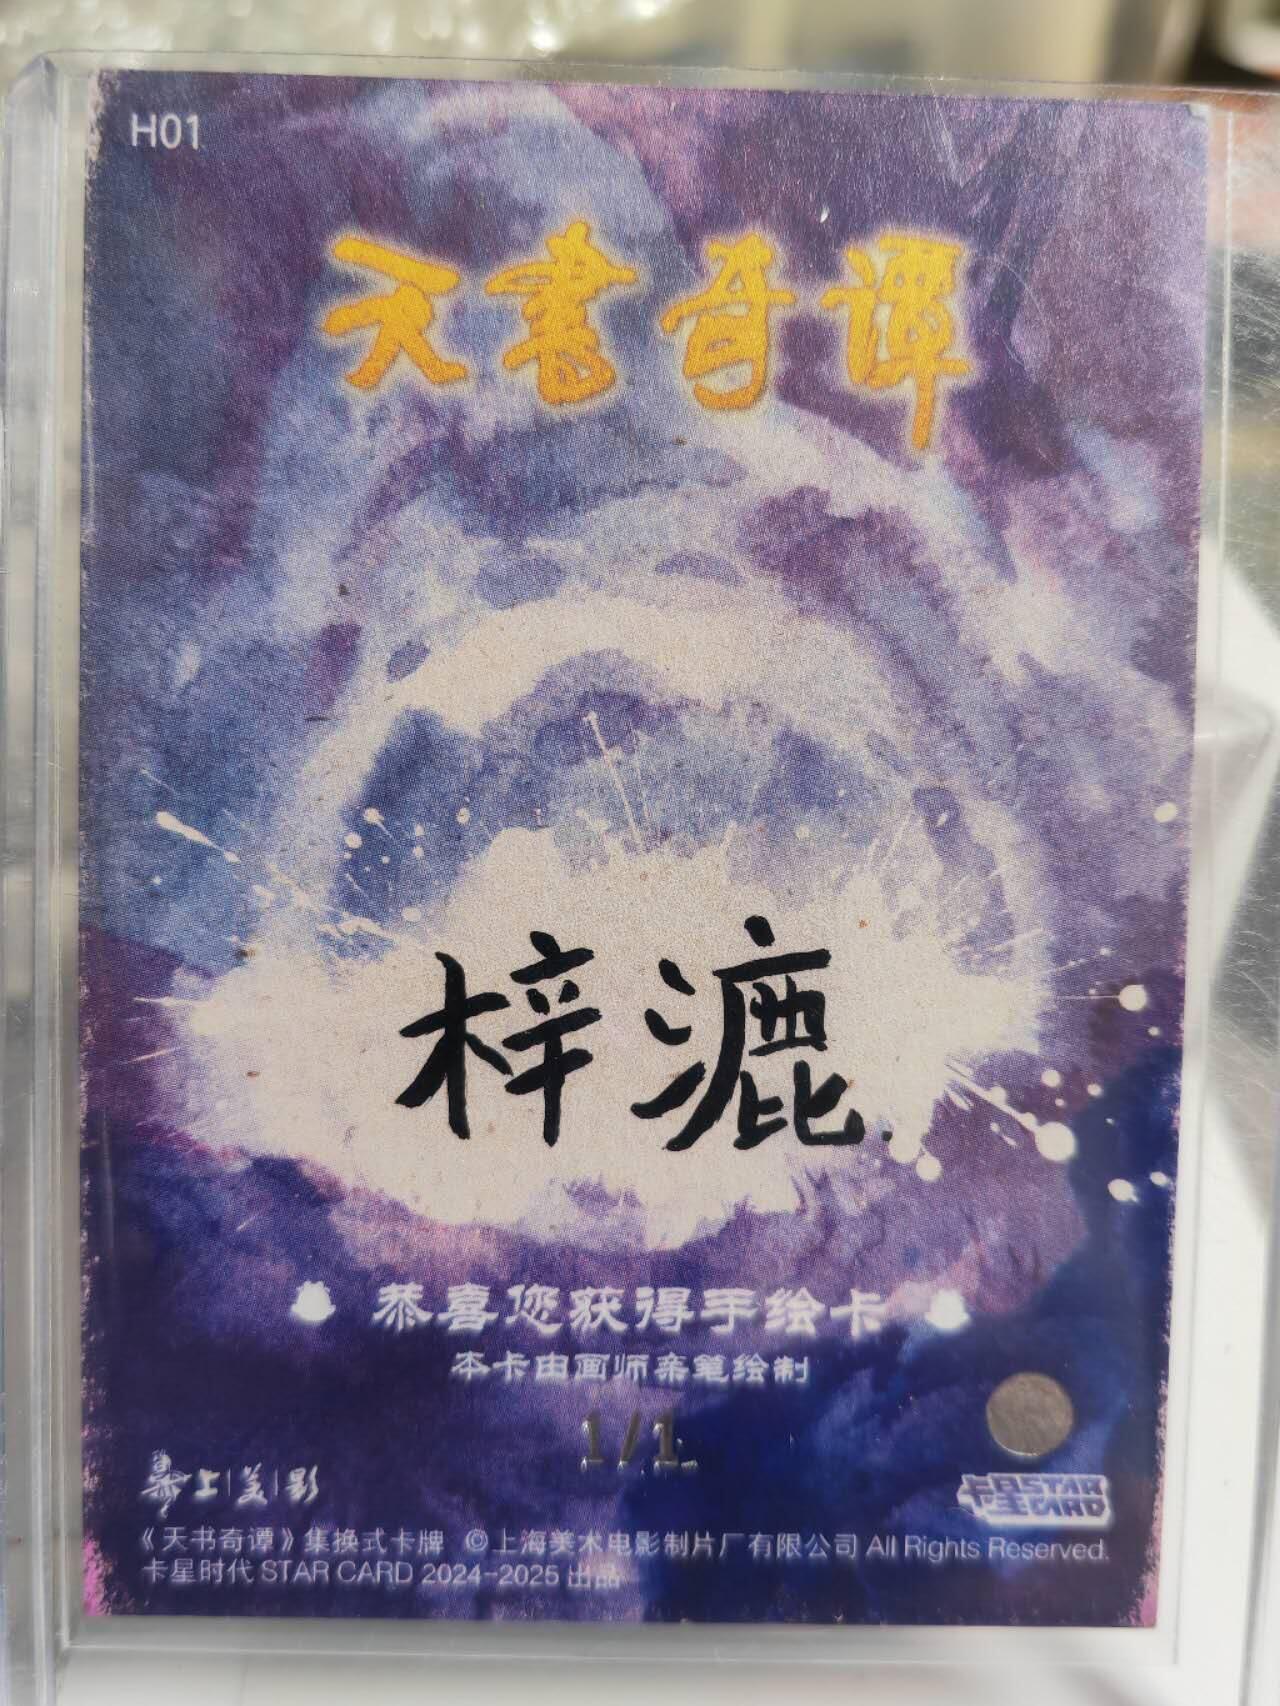 H01
天書奇谭
梓漉
恭喜您获得手绘卡
本卡由画师亲笔绘制
1/1
上美影
卡星 STAR CARD
《天书奇谭》集换式卡牌 ©上海美术电影制片厂有限公司 All Rights Reserved.
卡星时代 STAR CARD 2024-2025 出品